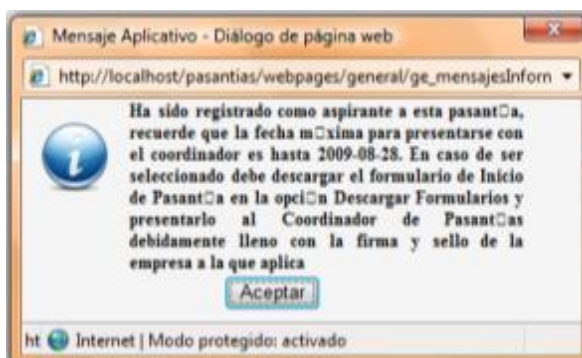 Mensaje Aplicativo - Diálogo de página web
http://localhost/pasantias/webpages/general/ge_mensajesInforn
Ha sido registrado como aspirante a esta pasant□a,
recuerde que la fecha m□xima para presentarse con
el coordinador es hasta 2009-08-28. En caso de ser
seleccionado debe descargar el formulario de Inicio
de Pasant□a en la opci□n Descargar Formularios y
presentarlo al Coordinador de Pasant□as
debidamente lleno con la firma y sello de la
empresa a la que aplica
Aceptar
ht Internet | Modo protegido: activado